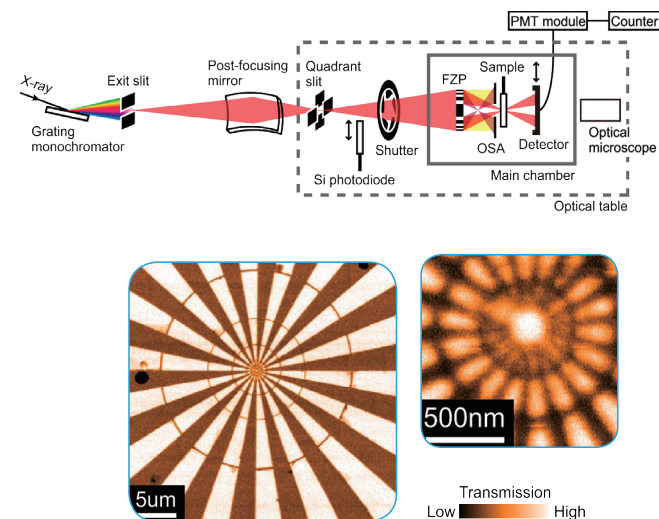 PMT module
Counter
X-ray
Exit slit
Post-focusing
mirror
Quadrant
slit
FZP
Sample
Grating
monochromator
Shutter
Si photodiode
OSA
Detector
Optical
microscope
Main chamber
Optical table
5um
500nm
Transmission
Low
High